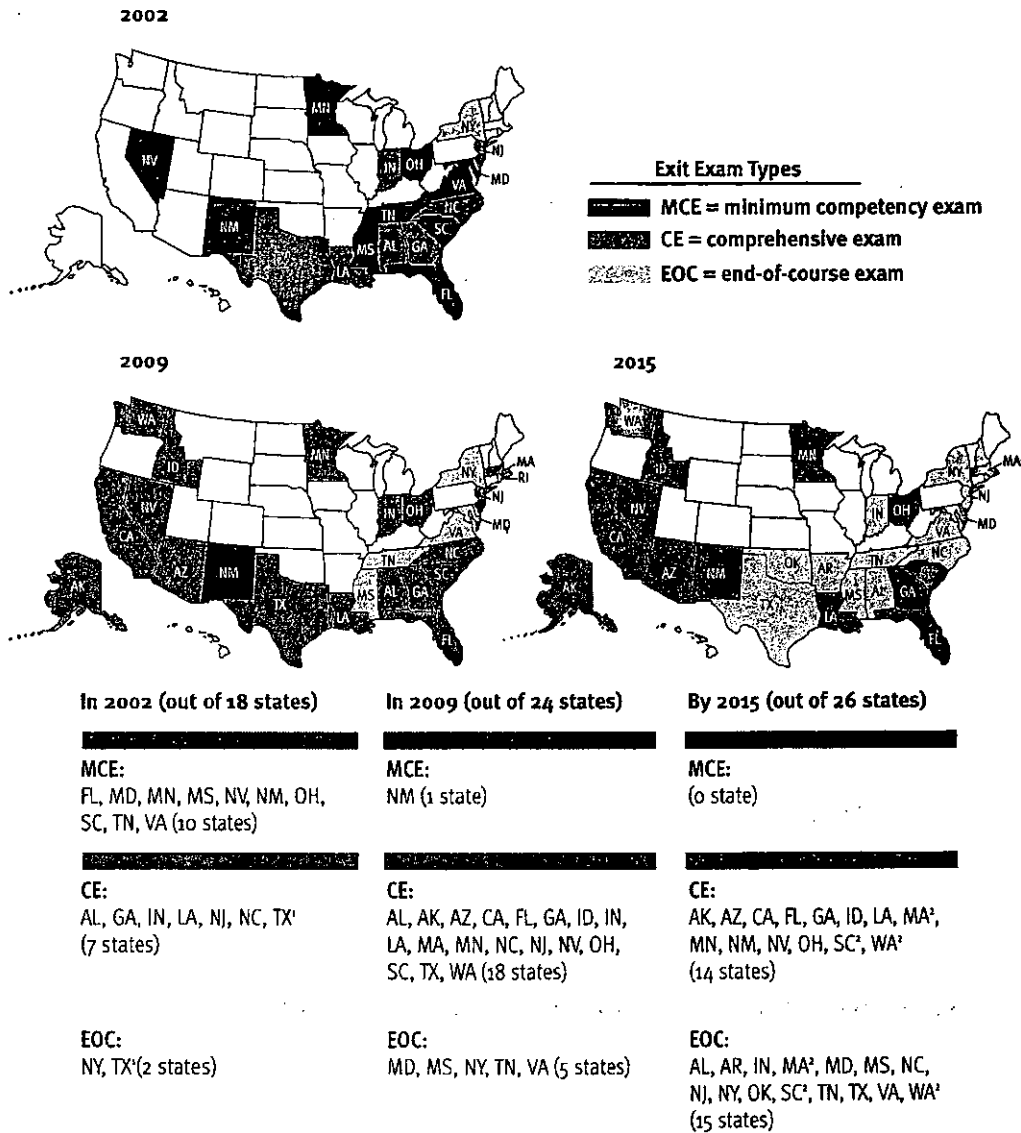 2002
MN
NY
NV
IN
OH
NJ
MD
VA
NC
TN
NM
SC
MS
AL
GA
LA
FL
Exit Exam Types
MCE = minimum competency exam
CE = comprehensive exam
EOC = end-of-course exam
2009
WA
MN
ID
NY
MA
RI
NJ
NV
IN
OH
MD
CA
VA
TN
NC
AZ
NM
SC
MS
AL
GA
AK
TX
LA
FL
2015
WA
MN
ID
NY
MA
NJ
NV
IN
OH
MD
CA
VA
TN
NC
AZ
NM
OK
AR
MS
AL
GA
TX
LA
FL
In 2002 (out of 18 states)
MCE:
FL, MD, MN, MS, NV, NM, OH,
SC, TN, VA (10 states)
CE:
AL, GA, IN, LA, NJ, NC, TX¹
(7 states)
EOC:
NY, TX¹(2 states)
In 2009 (out of 24 states)
MCE:
NM (1 state)
CE:
AL, AK, AZ, CA, FL, GA, ID, IN,
LA, MA, MN, NC, NJ, NV, OH,
SC, TX, WA (18 states)
EOC:
MD, MS, NY, TN, VA (5 states)
By 2015 (out of 26 states)
MCE:
(0 state)
CE:
AK, AZ, CA, FL, GA, ID, LA, MA²,
MN, NM, NV, OH, SC², WA²
(14 states)
EOC:
AL, AR, IN, MA², MD, MS, NC,
NJ, NY, OK, SC², TN, TX, VA, WA²
(15 states)